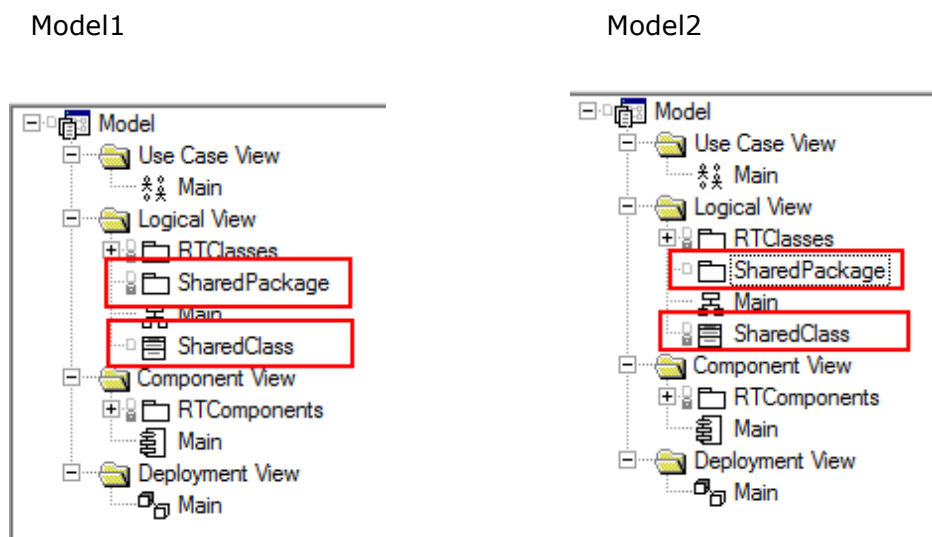 Model1
Model2
Model
Use Case View
Main
Logical View
RTClasses
SharedPackage
Main
SharedClass
Component View
RTComponents
Main
Deployment View
Main
Model
Use Case View
Main
Logical View
RTClasses
SharedPackage
Main
SharedClass
Component View
RTComponents
Main
Deployment View
Main